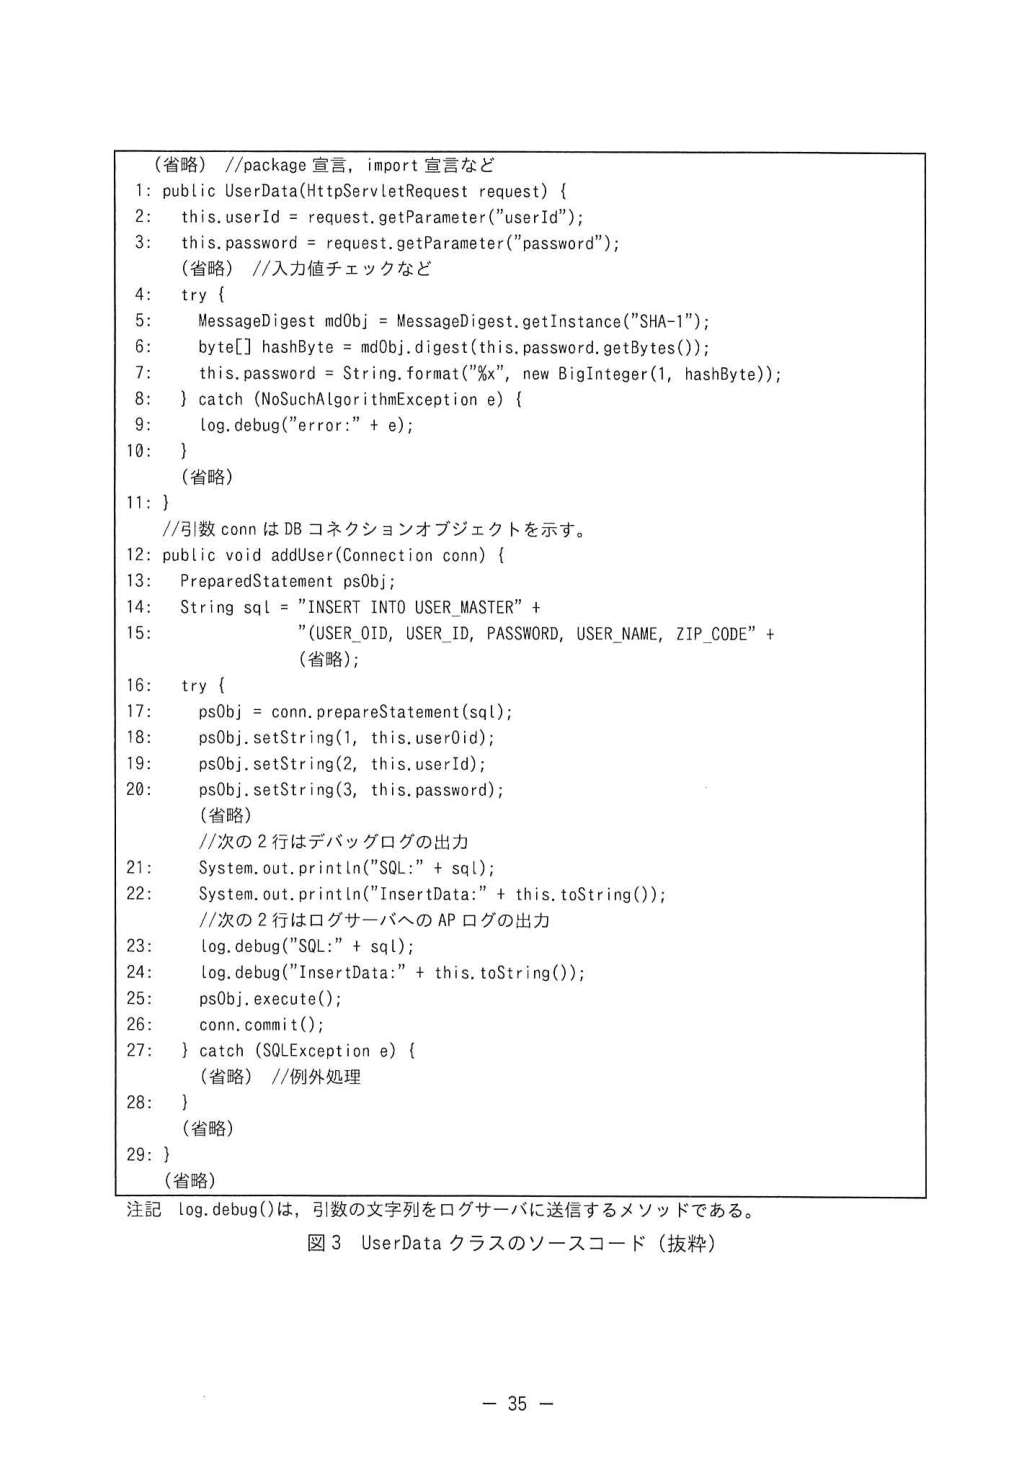 （省略） //package 宣言，import 宣言など
1: public UserData(HttpServletRequest request) {
2: this.userId = request.getParameter("userId");
3: this.password = request.getParameter("password");
（省略） //入力値チェックなど
4: try {
5: MessageDigest mdObj = MessageDigest.getInstance("SHA-1");
6: byte[] hashByte = mdObj.digest(this.password.getBytes());
7: this.password = String.format("%x", new BigInteger(1, hashByte));
8: } catch (NoSuchAlgorithmException e) {
9: log.debug("error:" + e);
10: }
（省略）
11: }
//引数 conn は DB コネクションオブジェクトを示す。
12: public void addUser(Connection conn) {
13: PreparedStatement psObj;
14: String sql = "INSERT INTO USER_MASTER" +
15: "(USER_OID, USER_ID, PASSWORD, USER_NAME, ZIP_CODE" +
（省略）;
16: try {
17: psObj = conn.prepareStatement(sql);
18: psObj.setString(1, this.userOid);
19: psObj.setString(2, this.userId);
20: psObj.setString(3, this.password);
（省略）
//次の 2 行はデバッグログの出力
21: System.out.println("SQL:" + sql);
22: System.out.println("InsertData:" + this.toString());
//次の 2 行はログサーバへの AP ログの出力
23: log.debug("SQL:" + sql);
24: log.debug("InsertData:" + this.toString());
25: psObj.execute();
26: conn.commit();
27: } catch (SQLException e) {
（省略） //例外処理
28: }
（省略）
29: }
（省略）
注記 log.debug()は，引数の文字列をログサーバに送信するメソッドである。
図 3 UserData クラスのソースコード（抜粋）
－ 35 －